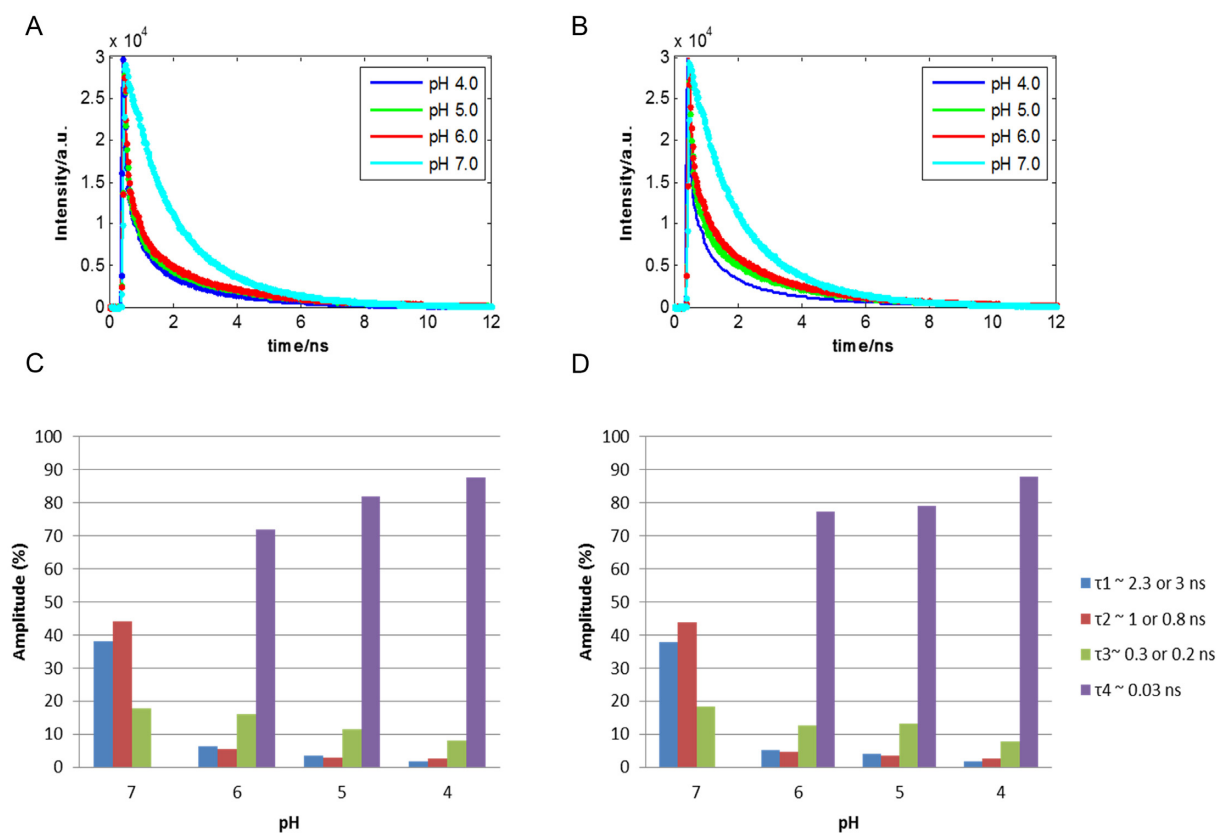 A
B
x 10⁴
3
2.5
2
1.5
1
0.5
0
0 2 4 6 8 10 12
Intensity/a.u.
time/ns
pH 4.0
pH 5.0
pH 6.0
pH 7.0
x 10⁴
3
2.5
2
1.5
1
0.5
0
0 2 4 6 8 10 12
Intensity/a.u.
time/ns
pH 4.0
pH 5.0
pH 6.0
pH 7.0
C
D
100
90
80
70
60
50
40
30
20
10
0
Amplitude (%)
7 6 5 4
pH
100
90
80
70
60
50
40
30
20
10
0
Amplitude (%)
7 6 5 4
pH
τ1 ~ 2.3 or 3 ns
τ2 ~ 1 or 0.8 ns
τ3~ 0.3 or 0.2 ns
τ4 ~ 0.03 ns